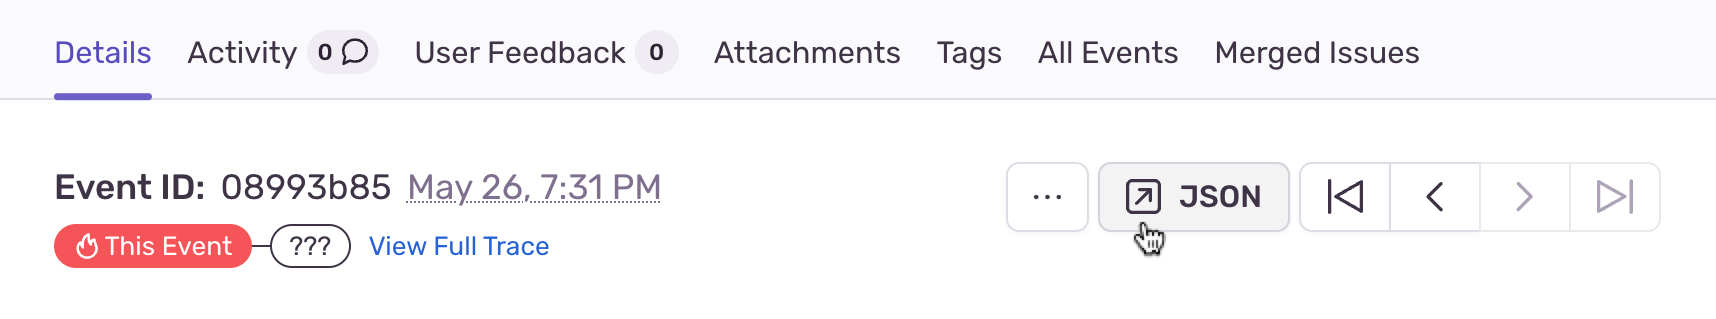 Details Activity 0 User Feedback 0 Attachments Tags All Events Merged Issues
Event ID: 08993b85 May 26, 7:31 PM ... JSON
This Event ??? View Full Trace